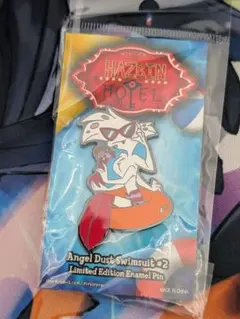 HAZBIN
HOTEL
Angel Dust Swimsuit #2
Limited Edition Enamel Pin